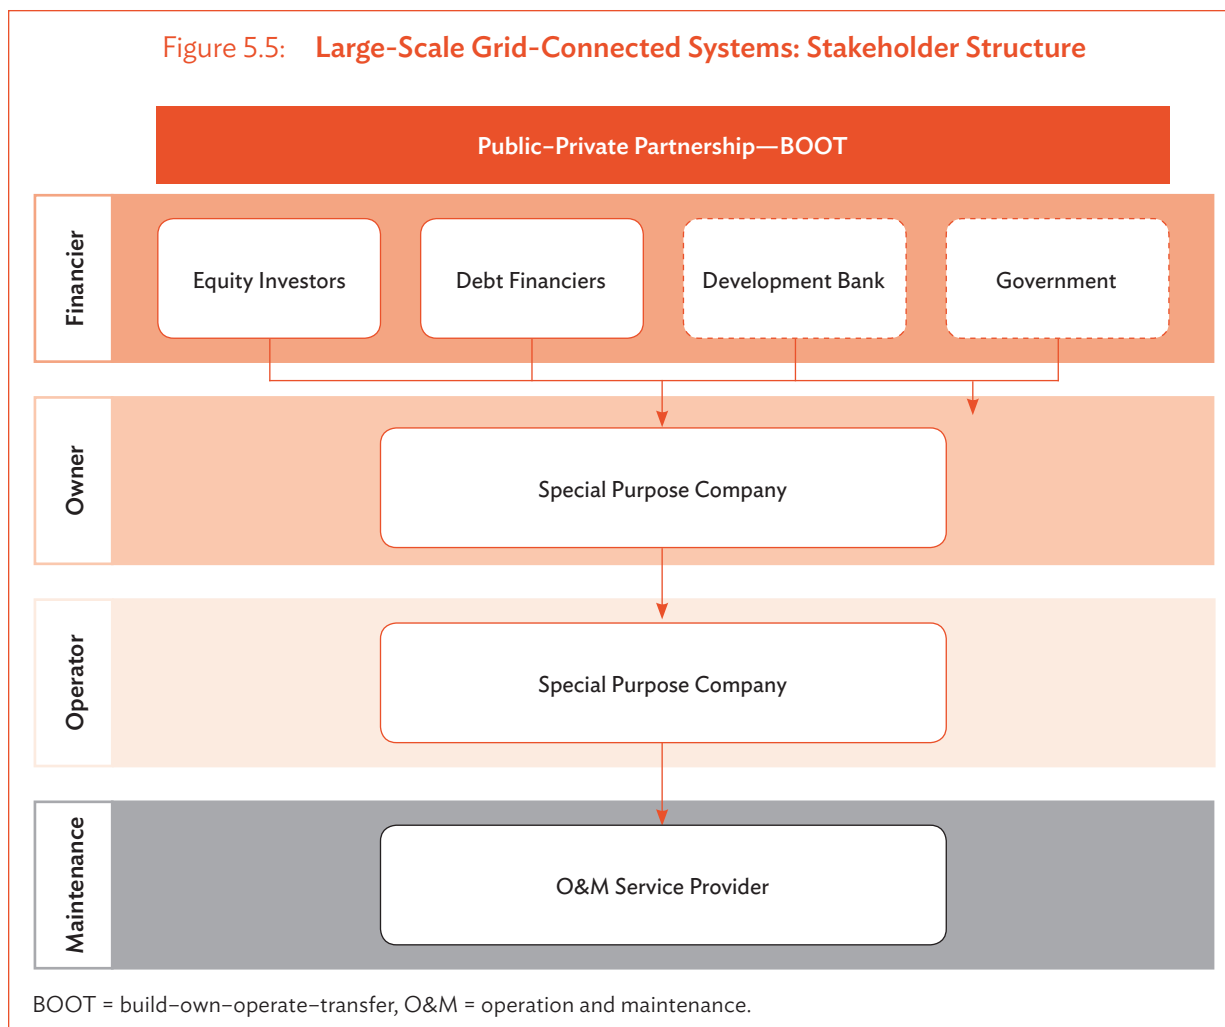 Figure 5.5: Large-Scale Grid-Connected Systems: Stakeholder Structure
Public–Private Partnership—BOOT
Financier
Equity Investors
Debt Financiers
Development Bank
Government
Owner
Special Purpose Company
Operator
Special Purpose Company
Maintenance
O&M Service Provider
BOOT = build–own–operate–transfer, O&M = operation and maintenance.